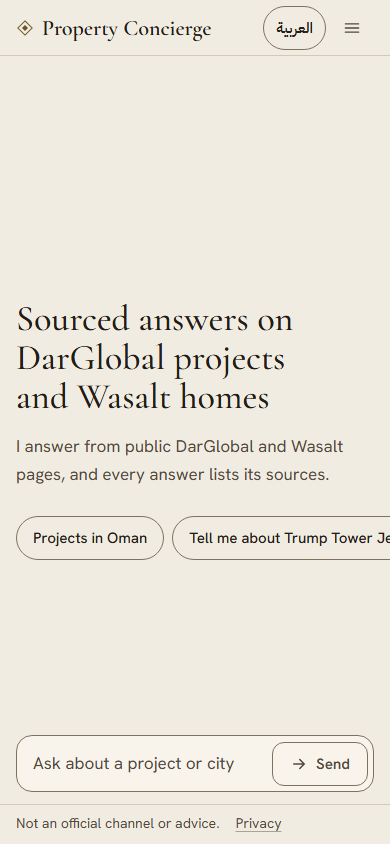 Property Concierge
العربية
Sourced answers on
DarGlobal projects
and Wasalt homes
I answer from public DarGlobal and Wasalt
pages, and every answer lists its sources.
Projects in Oman
Tell me about Trump Tower Je
Ask about a project or city
Send
Not an official channel or advice.
Privacy